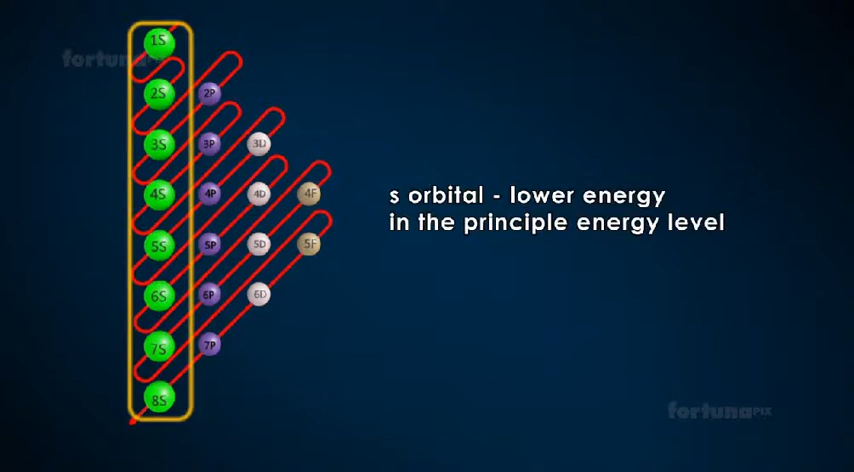 1S
fortunaPIX
2S 2P
3S 3P 3D
4S 4P 4D 4F
s orbital - lower energy
in the principle energy level
5S 5P 5D 5F
6S 6P 6D
7S 7P
8S
fortunaPIX